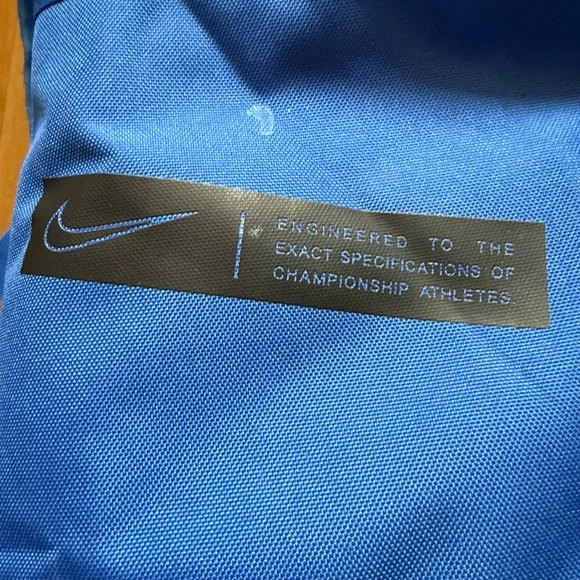 ENGINEERED TO THE
EXACT SPECIFICATIONS OF
CHAMPIONSHIP ATHLETES.